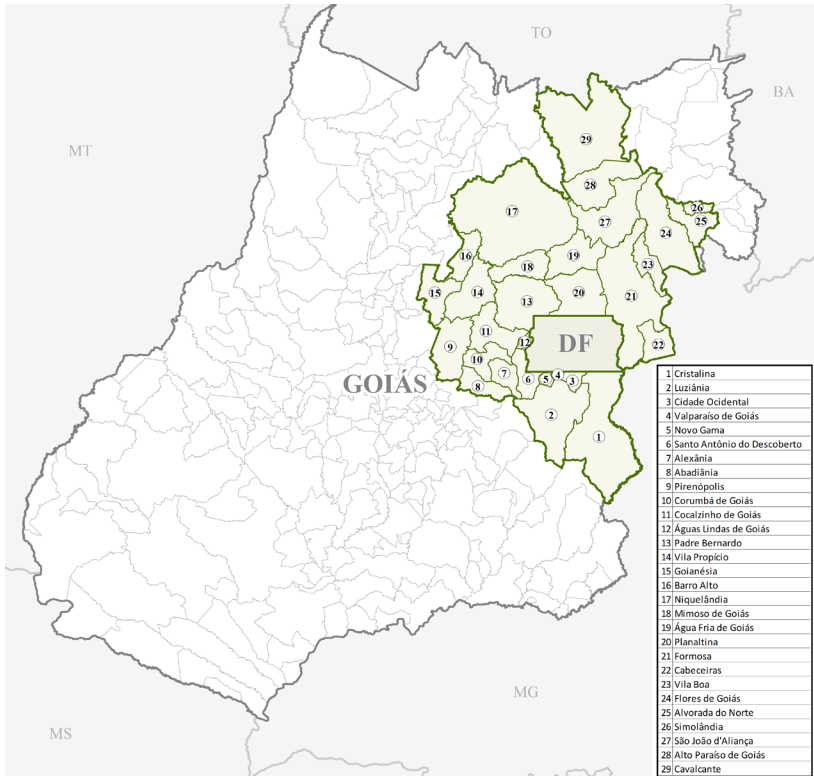 TO
BA
MT
29
28
26
25
17
27
24
16
18
19
23
15
14
13
20
21
11
12
DF
22
9
10
GOIÁS
7
6
5
4
3
8
2
1
MG
MS
1 Cristalina
2 Luziânia
3 Cidade Ocidental
4 Valparaíso de Goiás
5 Novo Gama
6 Santo Antônio do Descoberto
7 Alexânia
8 Abadiânia
9 Pirenópolis
10 Corumbá de Goiás
11 Cocalzinho de Goiás
12 Águas Lindas de Goiás
13 Padre Bernardo
14 Vila Propício
15 Goianésia
16 Barro Alto
17 Niquelândia
18 Mimoso de Goiás
19 Água Fria de Goiás
20 Planaltina
21 Formosa
22 Cabeceiras
23 Vila Boa
24 Flores de Goiás
25 Alvorada do Norte
26 Simolândia
27 São João d'Aliança
28 Alto Paraíso de Goiás
29 Cavalcante